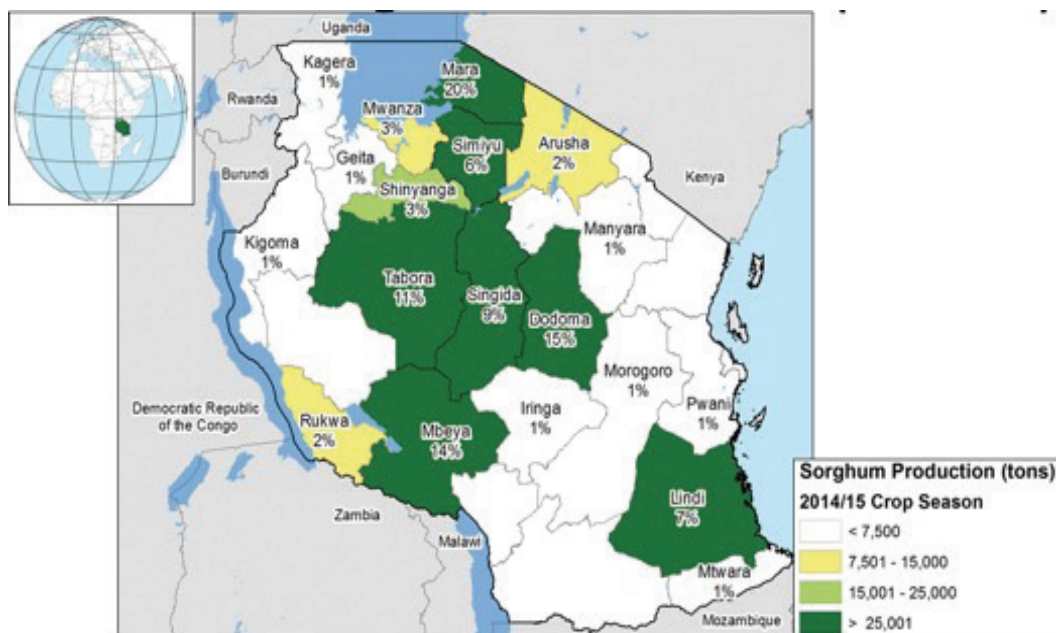 Uganda
Kagera
1%
Mara
20%
Rwanda
Mwanza
3%
Simiyu
6%
Arusha
2%
Geita
1%
Burundi
Shinyanga
3%
Kenya
Kigoma
1%
Manyara
1%
Tabora
11%
Singida
9%
Dodoma
15%
Morogoro
1%
Pwani
1%
Democratic Republic
of the Congo
Rukwa
2%
Mbeya
14%
Iringa
1%
Lindi
7%
Zambia
Malawi
Mtwara
1%
Mozambique
Sorghum Production (tons)
2014/15 Crop Season
< 7,500
7,501 - 15,000
15,001 - 25,000
> 25,001